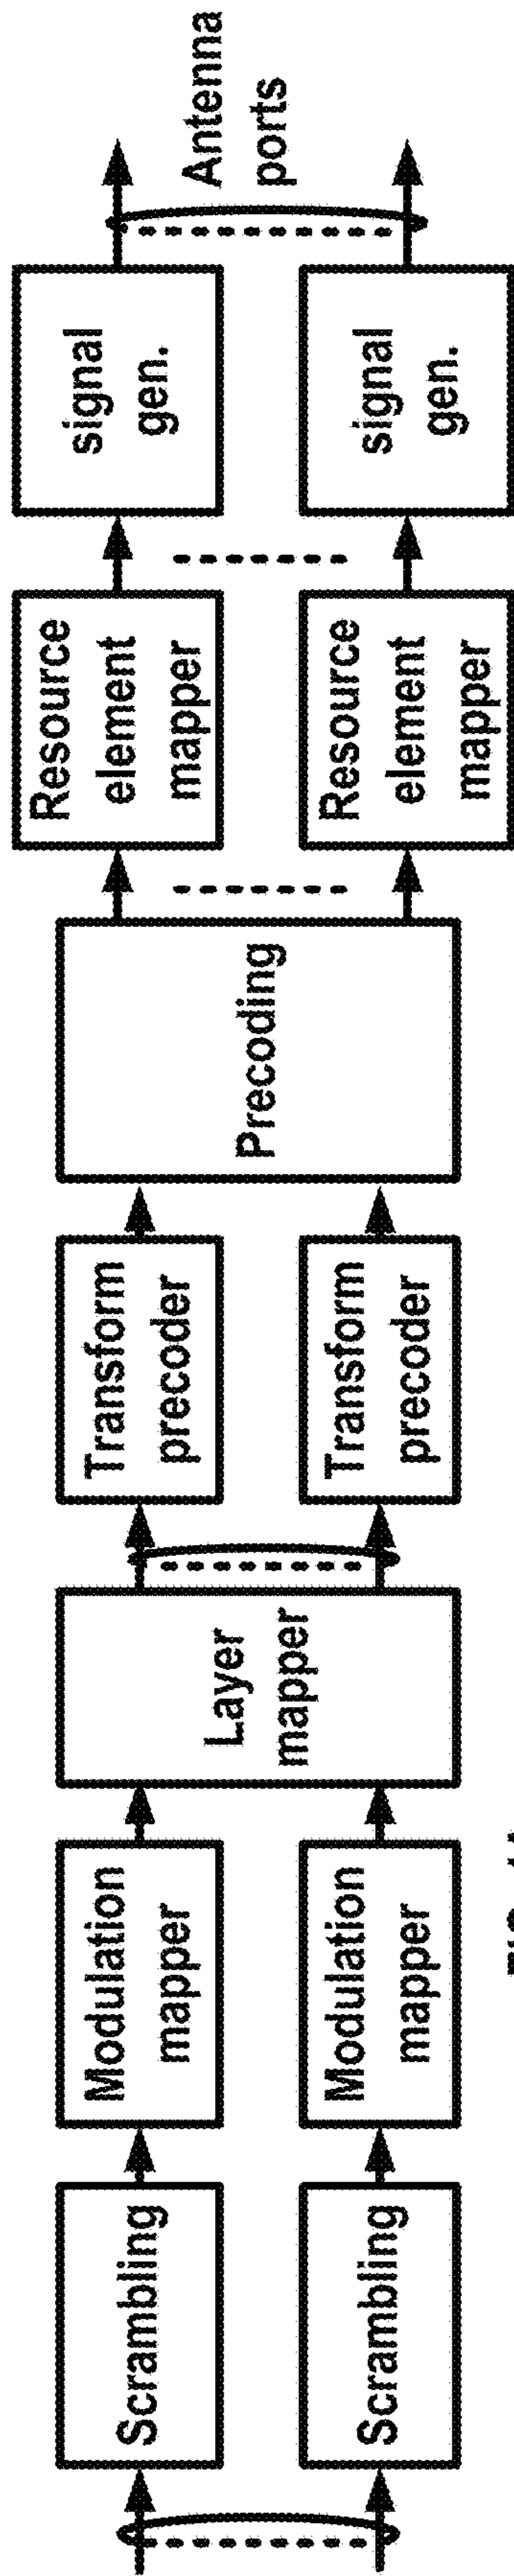 Scrambling
Scrambling
Modulation
mapper
Modulation
mapper
Layer
mapper
Transform
precoder
Transform
precoder
Precoding
Resource
element
mapper
Resource
element
mapper
signal
gen.
signal
gen.
Antenna
ports